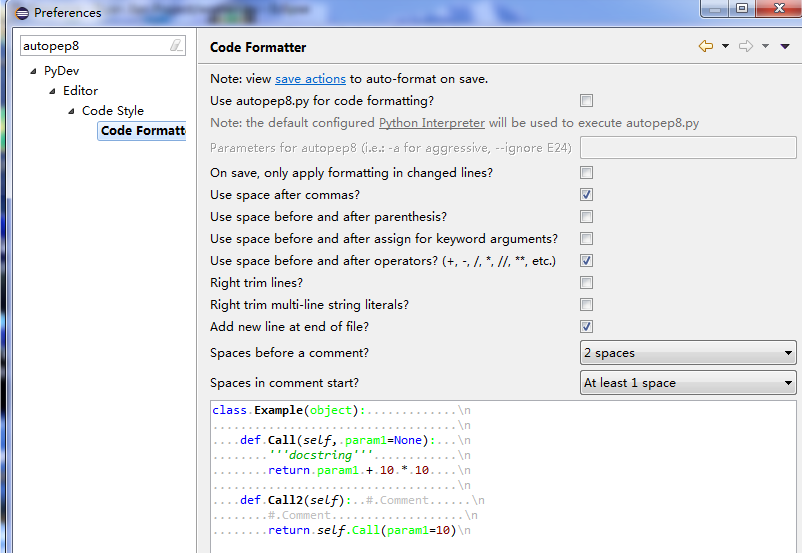 Preferences
autopep8
PyDev
Editor
Code Style
Code Formatt
Code Formatter
Note: view save actions to auto-format on save.
Use autopep8.py for code formatting?
Note: the default configured Python Interpreter will be used to execute autopep8.py
Parameters for autopep8 (i.e.: -a for aggressive, --ignore E24)
On save, only apply formatting in changed lines?
Use space after commas?
Use space before and after parenthesis?
Use space before and after assign for keyword arguments?
Use space before and after operators? (+, -, /, *, //, **, etc.)
Right trim lines?
Right trim multi-line string literals?
Add new line at end of file?
Spaces before a comment?
2 spaces
Spaces in comment start?
At least 1 space
class.Example(object):.............\n
...................................\n
....def.Call(self,.param1=None):...\n
........'''docstring'''............\n
........return.param1.+.10.*.10....\n
...................................\n
....def.Call2(self):..#.Comment......\n
........#.Comment...................\n
........return.self.Call(param1=10)\n